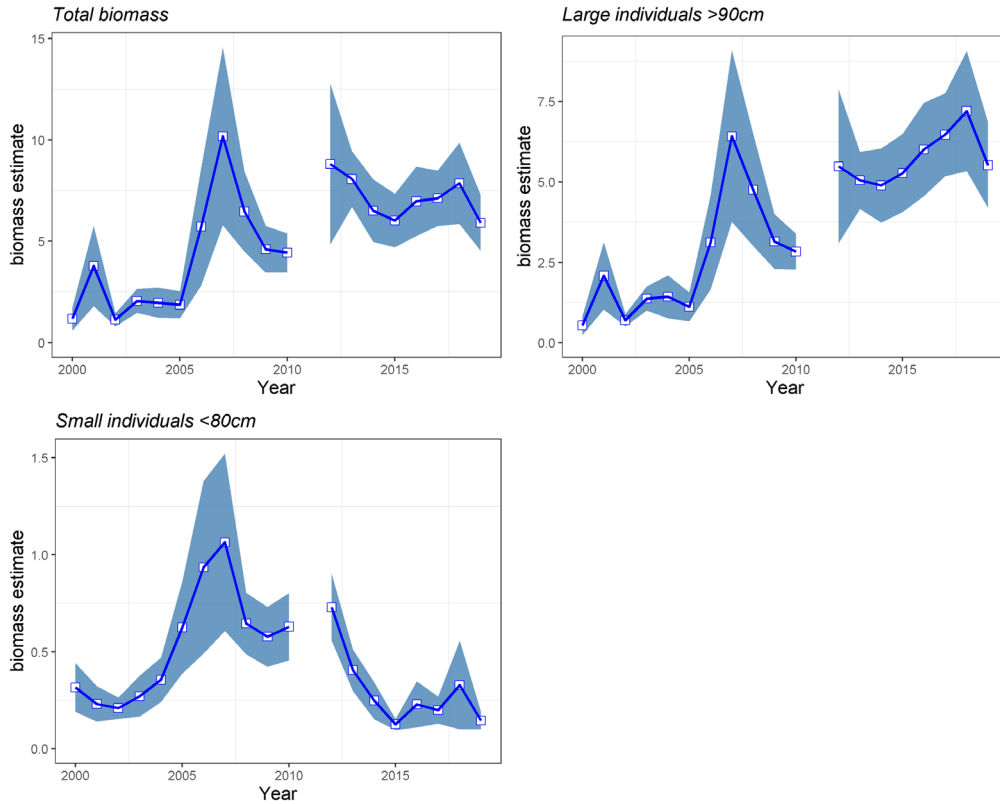 Total biomass
15
10
5
0
biomass estimate
2000
2005
2010
2015
Year
Large individuals >90cm
7.5
5.0
2.5
0.0
biomass estimate
2000
2005
2010
2015
Year
Small individuals <80cm
1.5
1.0
0.5
0.0
biomass estimate
2000
2005
2010
2015
Year